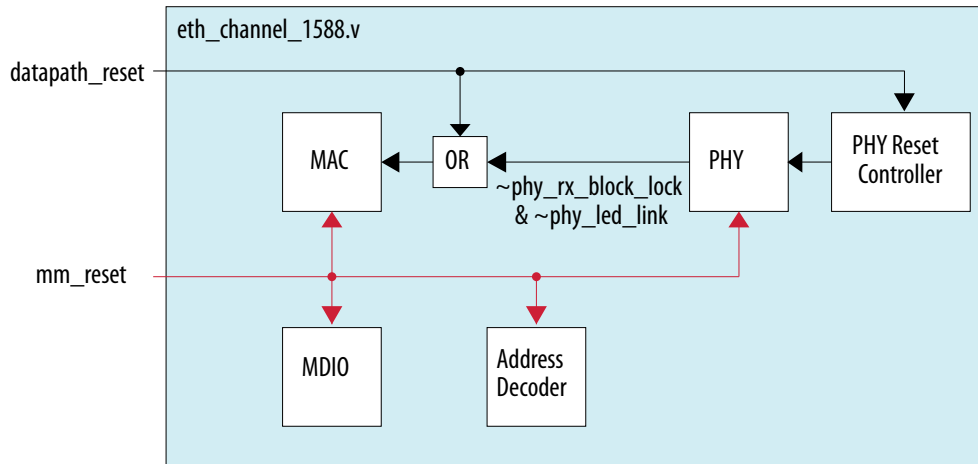 eth_channel_1588.v
datapath_reset
MAC
OR
PHY
PHY Reset
Controller
~phy_rx_block_lock
& ~phy_led_link
mm_reset
MDIO
Address
Decoder